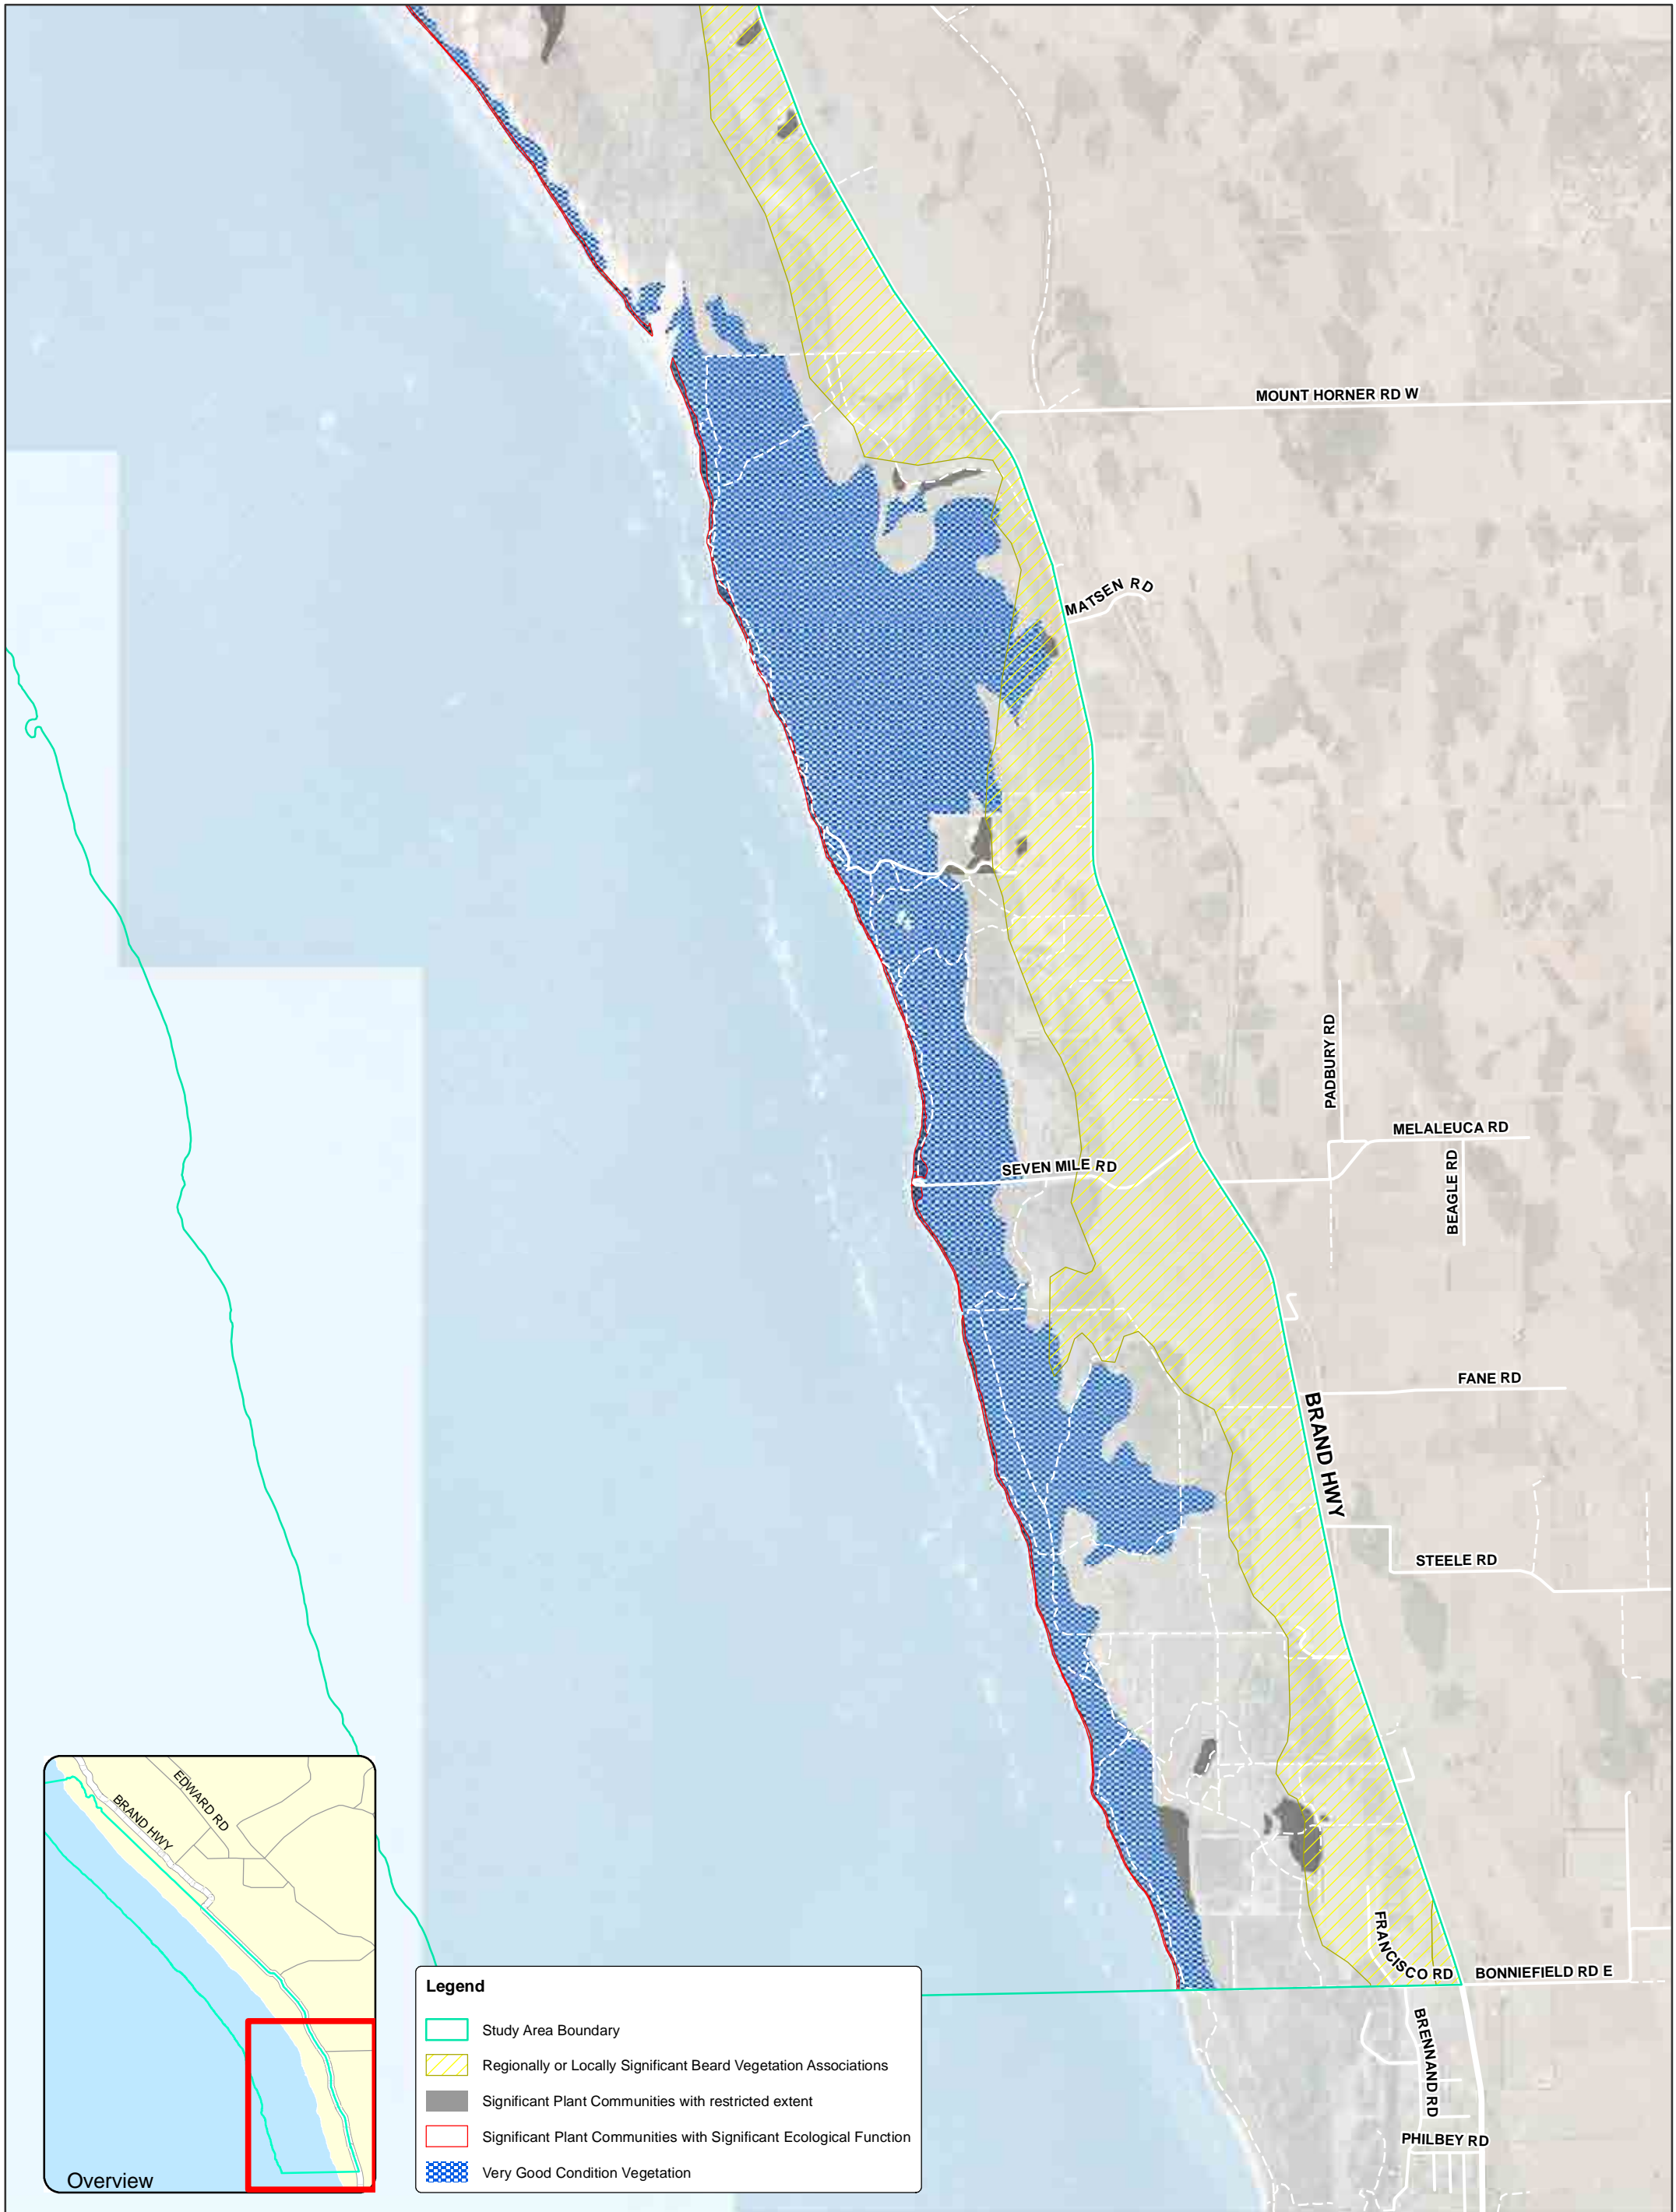 MOUNT HORNER RD W
MATSEN RD
PADBURY RD
MELALEUCA RD
SEVEN MILE RD
BEAGLE RD
FANE RD
BRAND HWY
STEELE RD
FRANCISCO RD
BONNIEFIELD RD E
BRENNAND RD
PHILBEY RD
EDWARD RD
BRAND HWY
Overview
Legend
Study Area Boundary
Regionally or Locally Significant Beard Vegetation Associations
Significant Plant Communities with restricted extent
Significant Plant Communities with Significant Ecological Function
Very Good Condition Vegetation